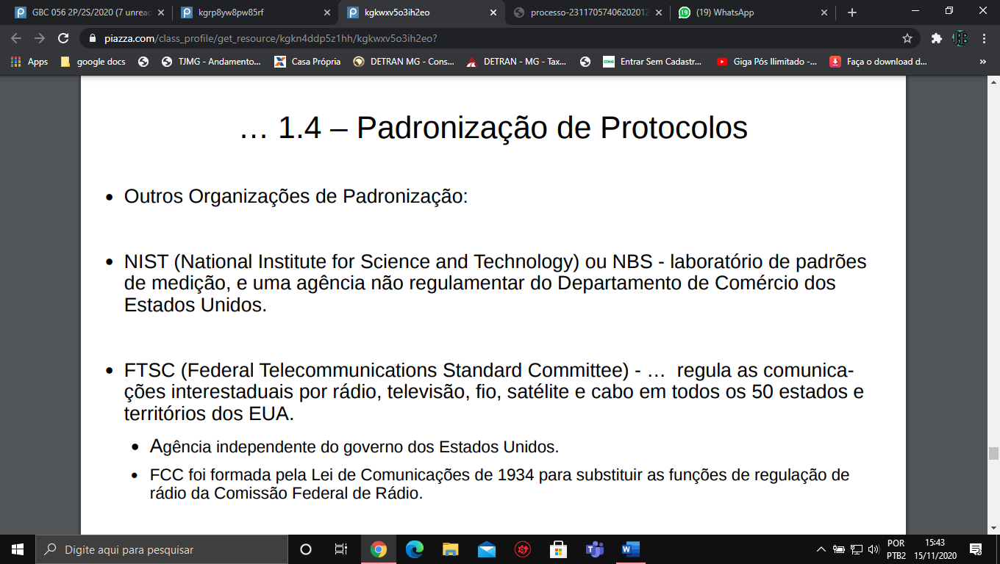 GBC 056 2P/2S/2020 (7 unread
kgrp8yw8pw85rf
kgkwxv5o3ih2eo
processo-2311705740620201
(19) WhatsApp
piazza.com/class_profile/get_resource/kgkn4ddp5z1hh/kgkwxv5o3ih2eo?
Apps
google docs
TJMG - Andamento...
Casa Própria
DETRAN MG - Cons...
DETRAN - MG - Tax...
Entrar Sem Cadastr...
Giga Pós Ilimitado -...
Faça o download d...
»
… 1.4 – Padronização de Protocolos
• Outros Organizações de Padronização:
• NIST (National Institute for Science and Technology) ou NBS - laboratório de padrões
de medição, e uma agência não regulamentar do Departamento de Comércio dos
Estados Unidos.
• FTSC (Federal Telecommunications Standard Committee) - … regula as comunica-
ções interestaduais por rádio, televisão, fio, satélite e cabo em todos os 50 estados e
territórios dos EUA.
• Agência independente do governo dos Estados Unidos.
• FCC foi formada pela Lei de Comunicações de 1934 para substituir as funções de regulação de
rádio da Comissão Federal de Rádio.
Digite aqui para pesquisar
POR
PTB2
15:43
15/11/2020